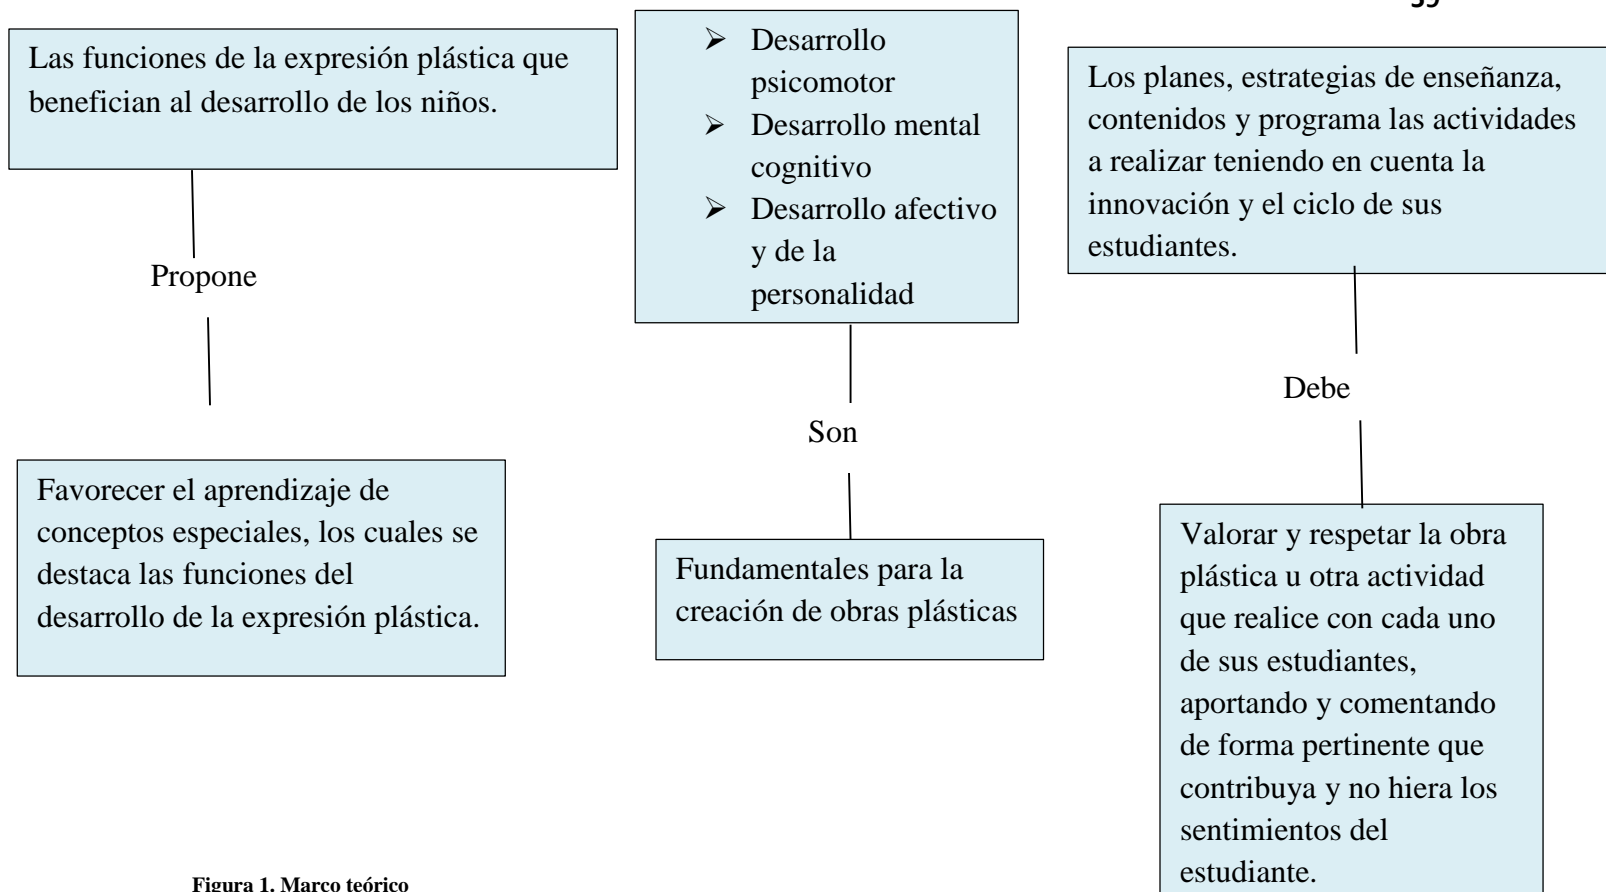 Las funciones de la expresión plástica que
benefician al desarrollo de los niños.
Propone
Favorecer el aprendizaje de
conceptos especiales, los cuales se
destaca las funciones del
desarrollo de la expresión plástica.
➢ Desarrollo
psicomotor
➢ Desarrollo mental
cognitivo
➢ Desarrollo afectivo
y de la
personalidad
Son
Fundamentales para la
creación de obras plásticas
Los planes, estrategias de enseñanza,
contenidos y programa las actividades
a realizar teniendo en cuenta la
innovación y el ciclo de sus
estudiantes.
Debe
Valorar y respetar la obra
plástica u otra actividad
que realice con cada uno
de sus estudiantes,
aportando y comentando
de forma pertinente que
contribuya y no hiera los
sentimientos del
estudiante.
Figura 1. Marco teórico